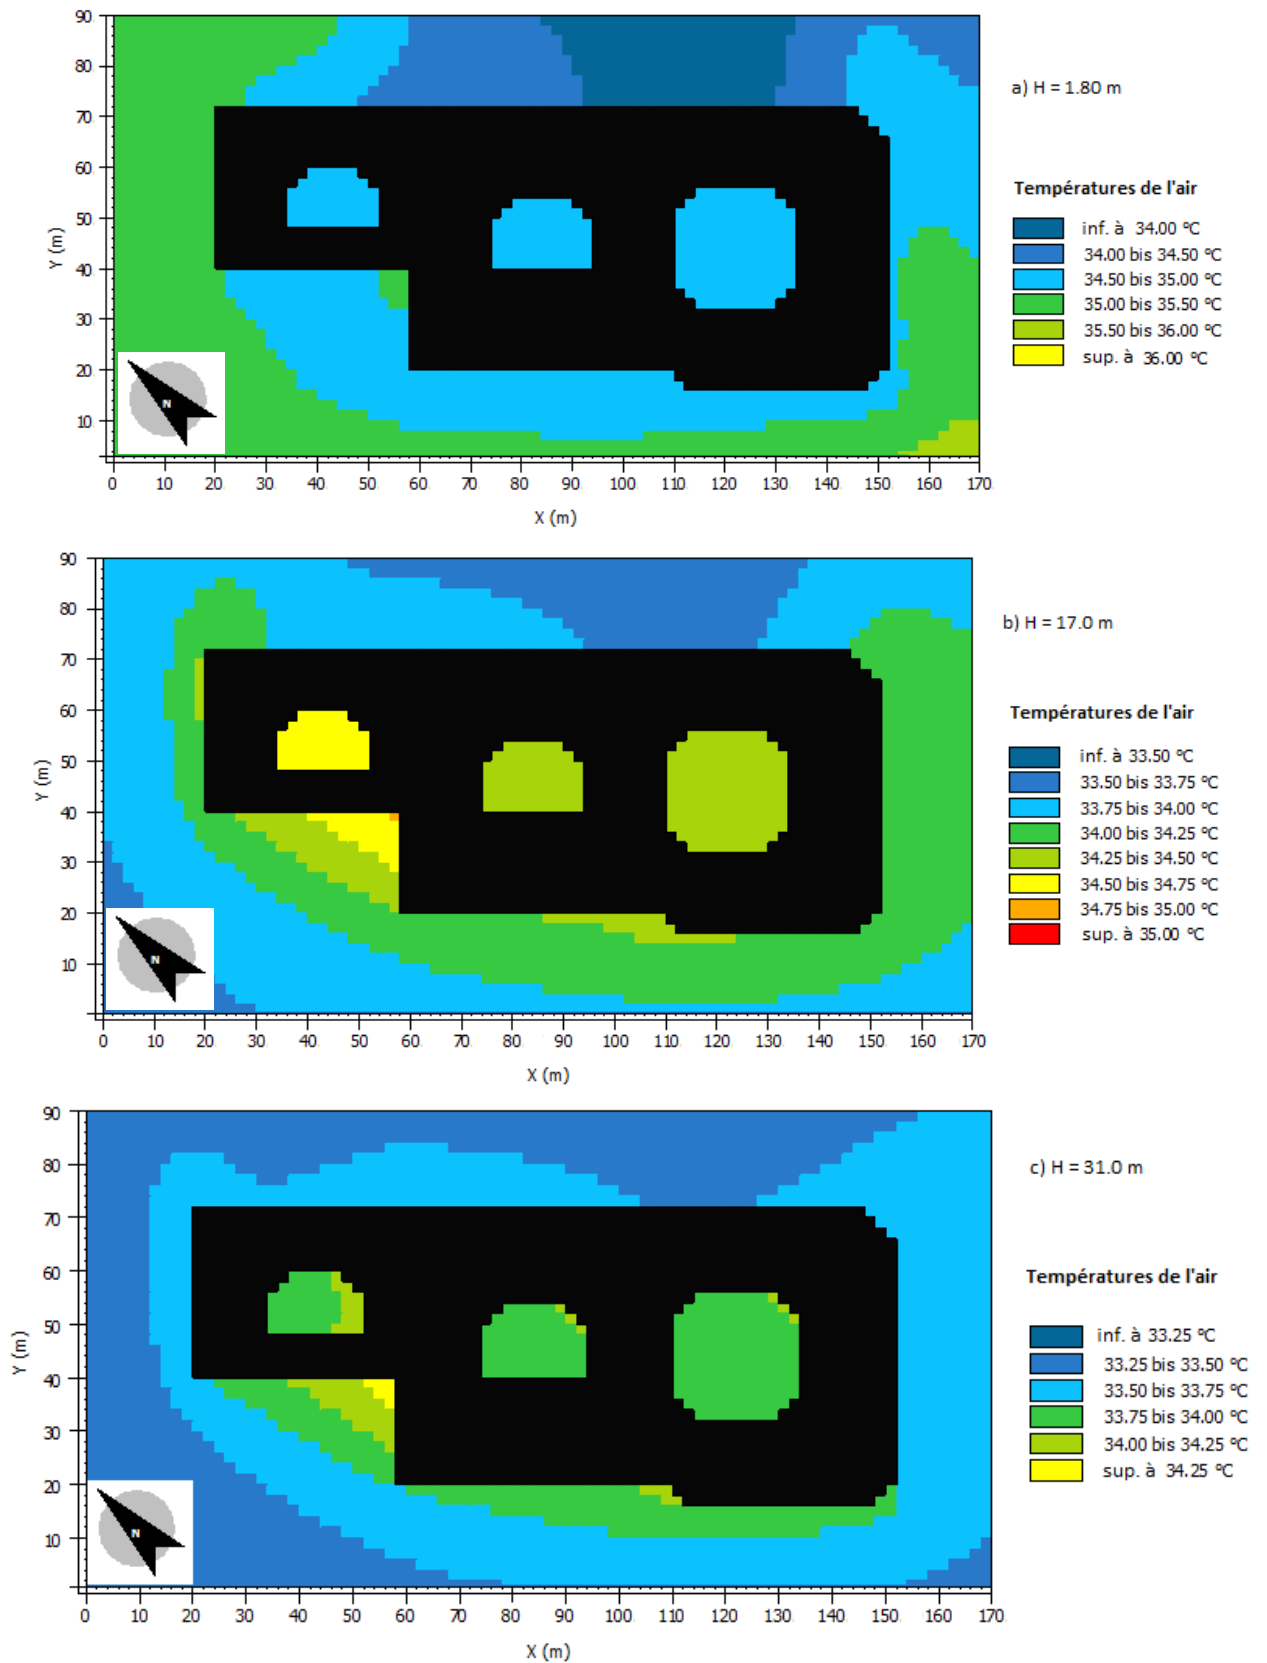 90
80
70
60
50
40
30
20
10
Y (m)
N
0 10 20 30 40 50 60 70 80 90 100 110 120 130 140 150 160 170
X (m)
a) H = 1.80 m
Températures de l'air
inf. à 34.00 °C
34.00 bis 34.50 °C
34.50 bis 35.00 °C
35.00 bis 35.50 °C
35.50 bis 36.00 °C
sup. à 36.00 °C
90
80
70
60
50
40
30
20
10
Y (m)
N
0 10 20 30 40 50 60 70 80 90 100 110 120 130 140 150 160 170
X (m)
b) H = 17.0 m
Températures de l'air
inf. à 33.50 °C
33.50 bis 33.75 °C
33.75 bis 34.00 °C
34.00 bis 34.25 °C
34.25 bis 34.50 °C
34.50 bis 34.75 °C
34.75 bis 35.00 °C
sup. à 35.00 °C
90
80
70
60
50
40
30
20
10
Y (m)
N
0 10 20 30 40 50 60 70 80 90 100 110 120 130 140 150 160 170
X (m)
c) H = 31.0 m
Températures de l'air
inf. à 33.25 °C
33.25 bis 33.50 °C
33.50 bis 33.75 °C
33.75 bis 34.00 °C
34.00 bis 34.25 °C
sup. à 34.25 °C